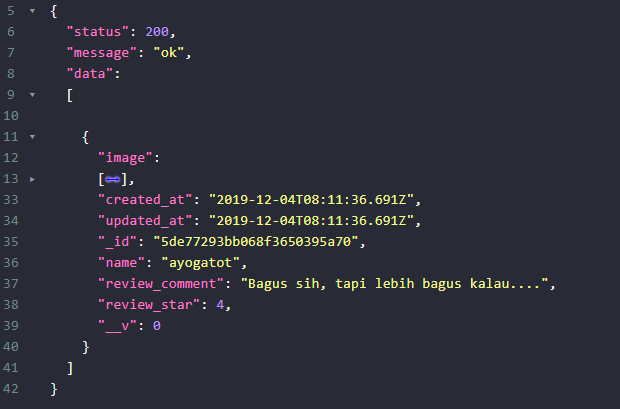 5 {
6 "status": 200,
7 "message": "ok",
8 "data":
9 [
10
11 {
12 "image":
13 [↔],
33 "created_at": "2019-12-04T08:11:36.691Z",
34 "updated_at": "2019-12-04T08:11:36.691Z",
35 "_id": "5de77293bb068f3650395a70",
36 "name": "ayogatot",
37 "review_comment": "Bagus sih, tapi lebih bagus kalau....",
38 "review_star": 4,
39 "__v": 0
40 }
41 ]
42 }